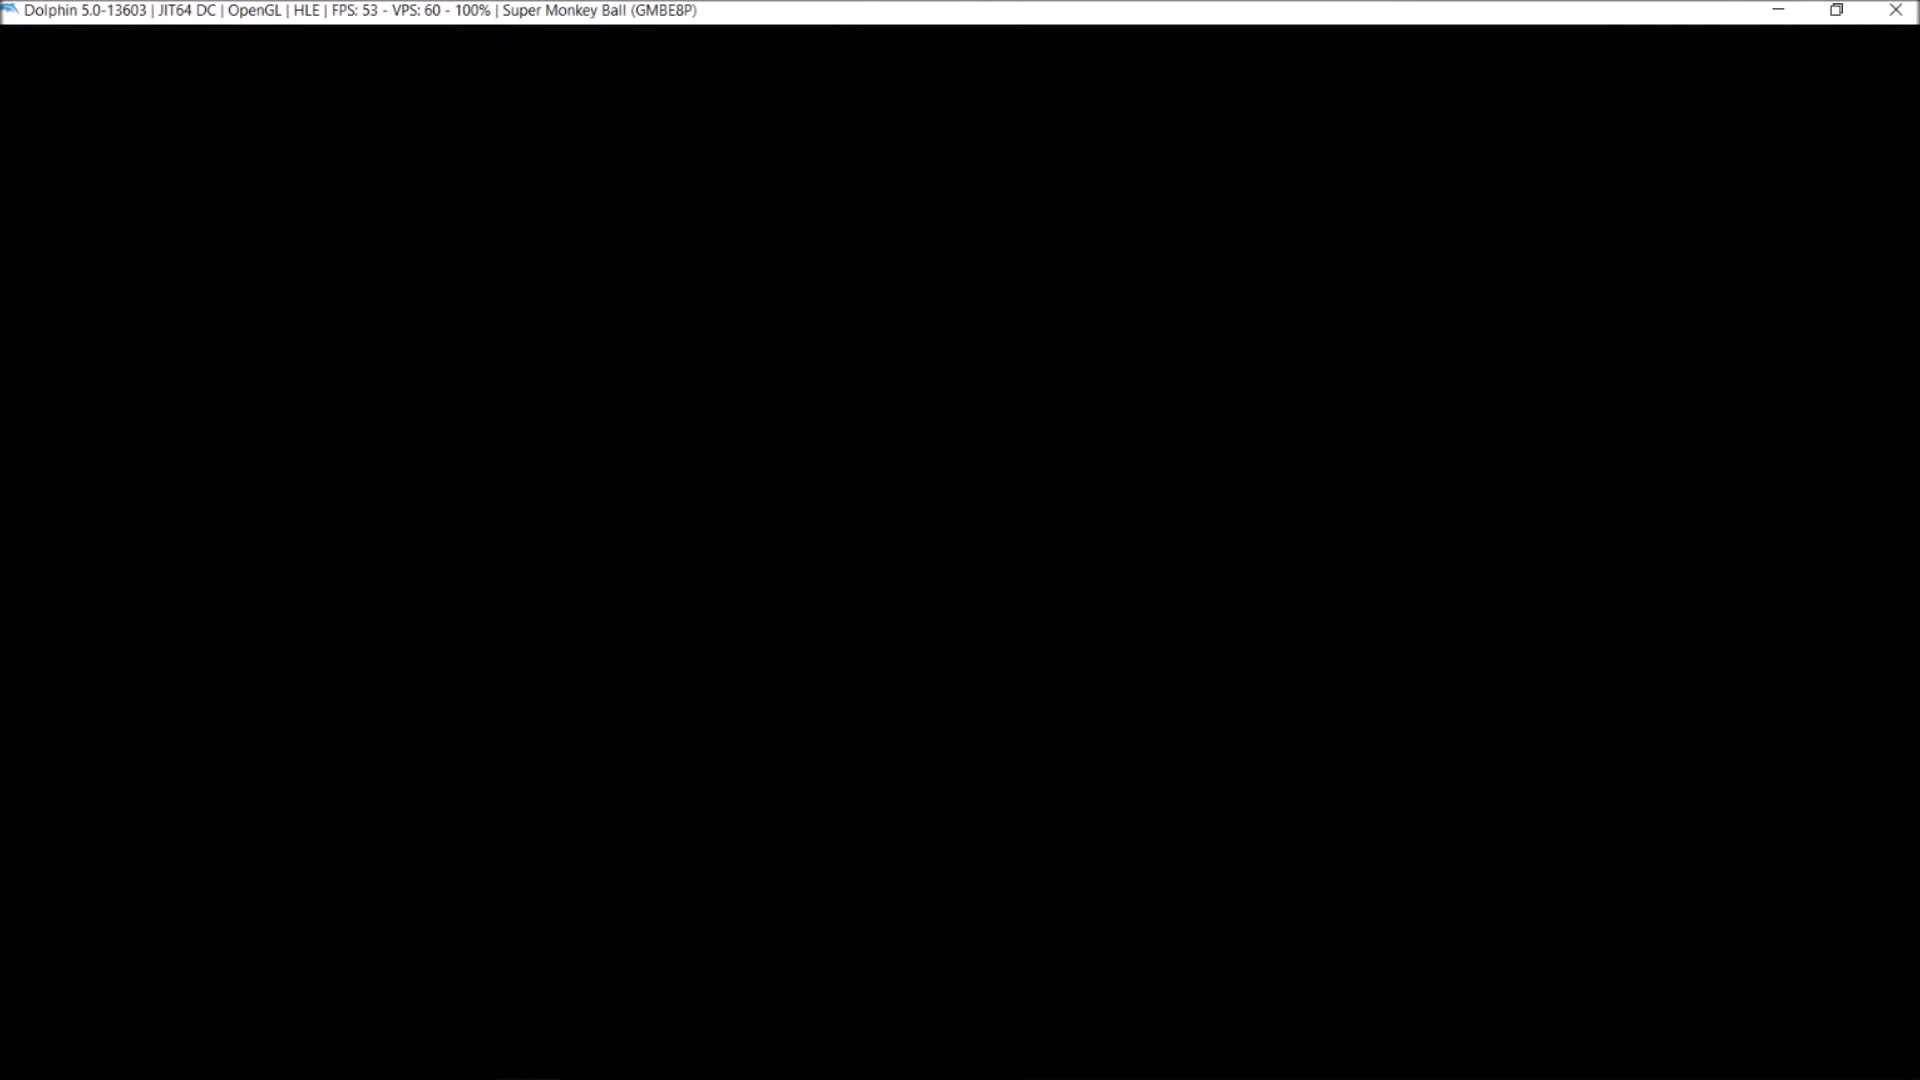 Dolphin 5.0-13603 | JIT64 DC | OpenGL | HLE | FPS: 53 - VPS: 60 - 100% | Super Monkey Ball (GMBE8P)